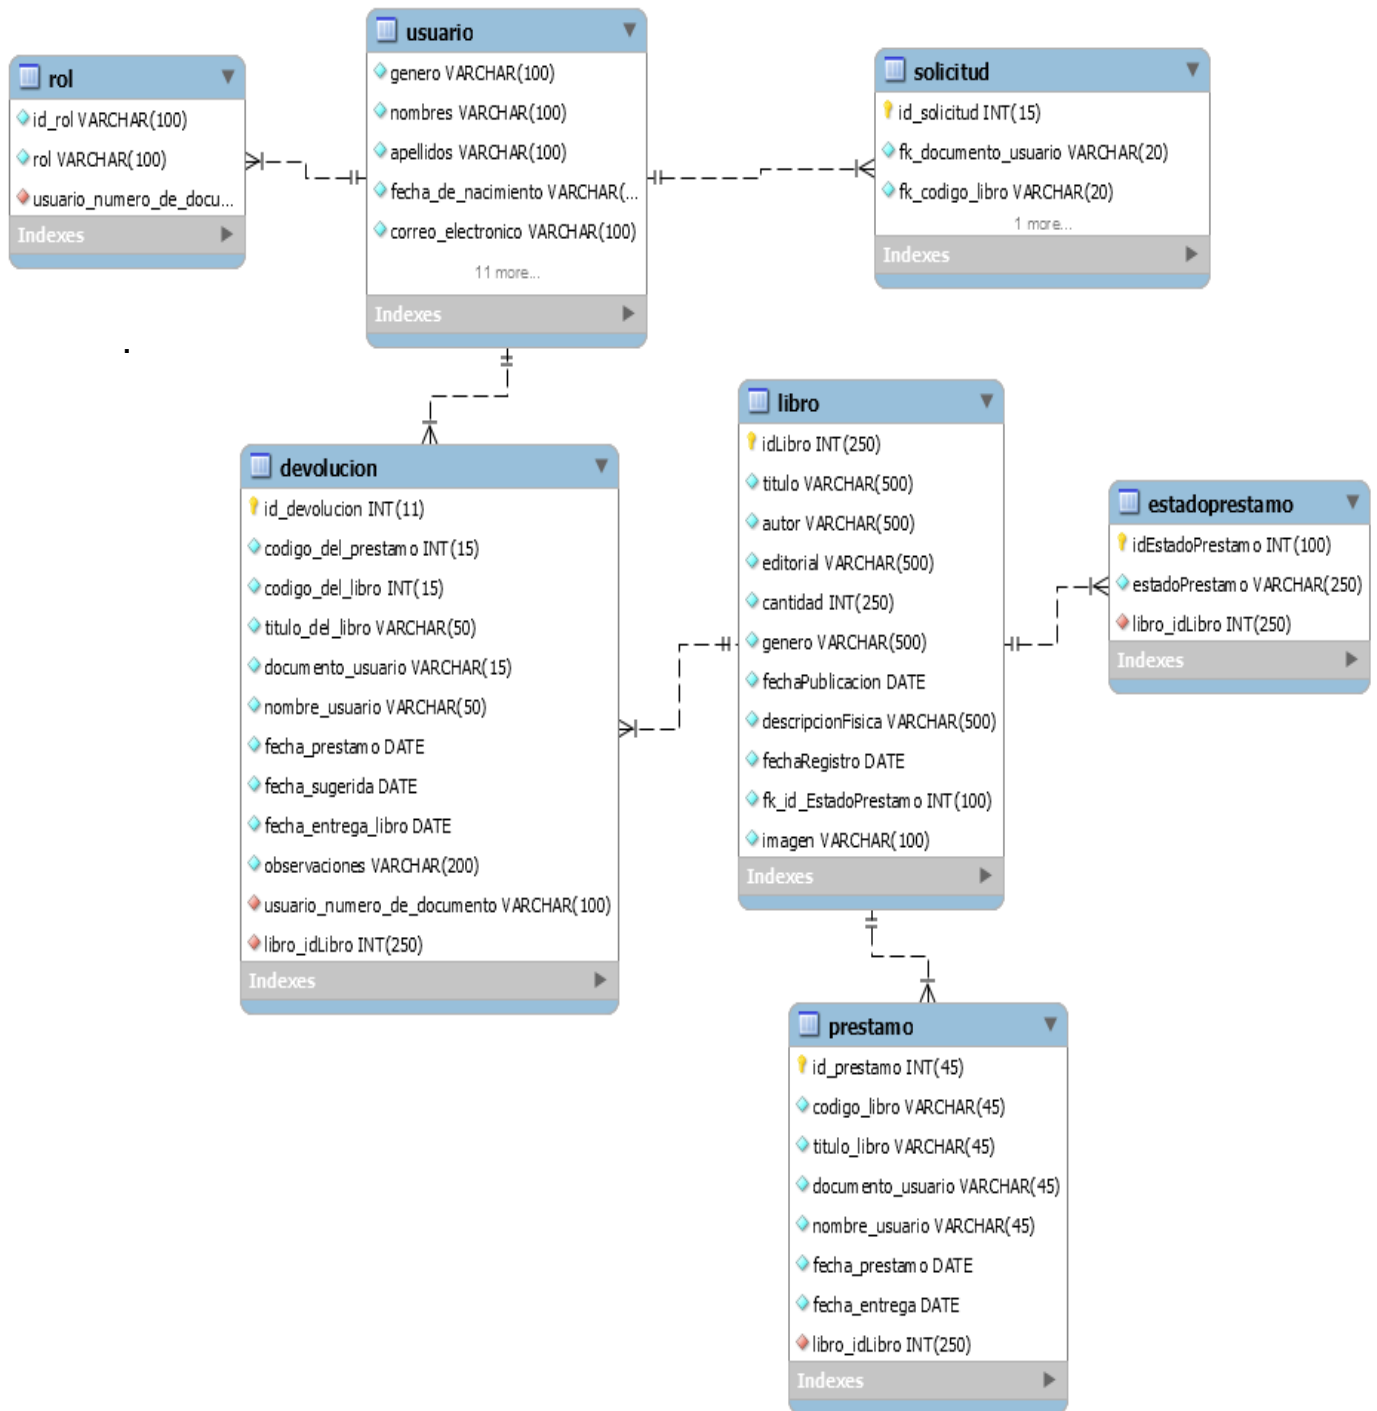 rol
id_rol VARCHAR(100)
rol VARCHAR(100)
usuario_numero_de_docu...
Indexes
usuario
genero VARCHAR(100)
nombres VARCHAR(100)
apellidos VARCHAR(100)
fecha_de_nacimiento VARCHAR(...
correo_electronico VARCHAR(100)
11 more...
Indexes
solicitud
id_solicitud INT(15)
fk_documento_usuario VARCHAR(20)
fk_codigo_libro VARCHAR(20)
1 more...
Indexes
.
devolucion
id_devolucion INT(11)
codigo_del_prestamo INT(15)
codigo_del_libro INT(15)
titulo_del_libro VARCHAR(50)
documento_usuario VARCHAR(15)
nombre_usuario VARCHAR(50)
fecha_prestamo DATE
fecha_sugerida DATE
fecha_entrega_libro DATE
observaciones VARCHAR(200)
usuario_numero_de_documento VARCHAR(100)
libro_idLibro INT(250)
Indexes
libro
idLibro INT(250)
titulo VARCHAR(500)
autor VARCHAR(500)
editorial VARCHAR(500)
cantidad INT(250)
genero VARCHAR(500)
fechaPublicacion DATE
descripcionFisica VARCHAR(500)
fechaRegistro DATE
fk_id_EstadoPrestamo INT(100)
imagen VARCHAR(100)
Indexes
estadoprestamo
idEstadoPrestamo INT(100)
estadoPrestamo VARCHAR(250)
libro_idLibro INT(250)
Indexes
prestamo
id_prestamo INT(45)
codigo_libro VARCHAR(45)
titulo_libro VARCHAR(45)
documento_usuario VARCHAR(45)
nombre_usuario VARCHAR(45)
fecha_prestamo DATE
fecha_entrega DATE
libro_idLibro INT(250)
Indexes